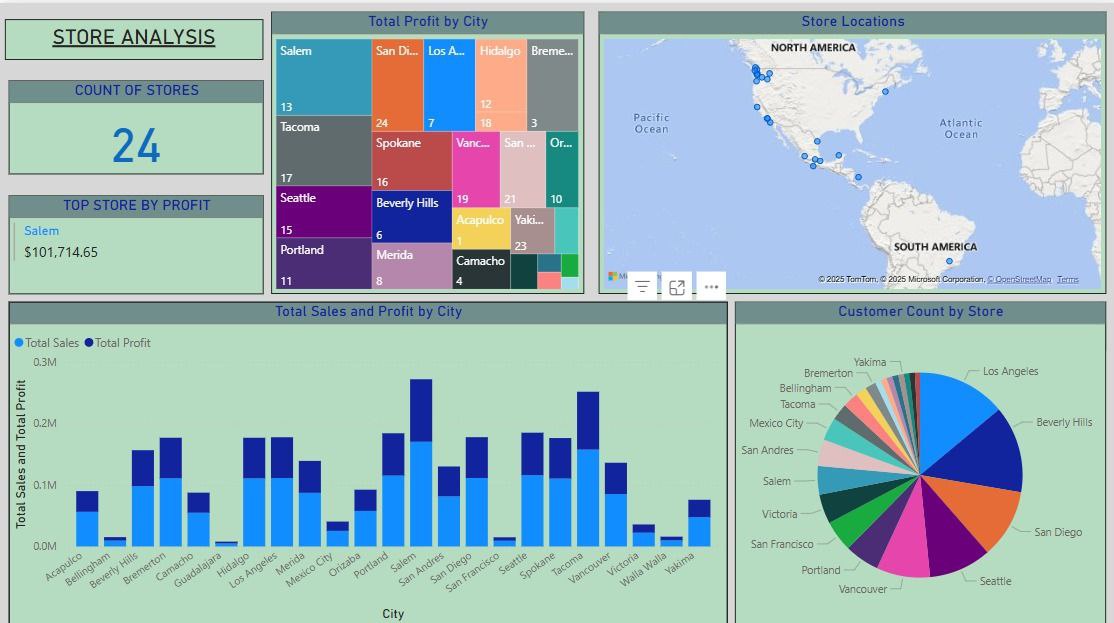 STORE ANALYSIS
COUNT OF STORES
24
TOP STORE BY PROFIT
Salem
$101,714.65
Total Profit by City
Salem
13
Tacoma
17
Seattle
15
Portland
11
San Di...
24
Los A...
7
Hidalgo
12
18
Breme...
3
Spokane
16
Vanc...
19
San ...
21
Or...
10
Beverly Hills
6
Merida
8
Acapulco
1
Yaki...
23
Camacho
4
Store Locations
NORTH AMERICA
Pacific
Ocean
Atlantic
Ocean
SOUTH AMERICA
© 2025 TomTom, © 2025 Microsoft Corporation, © OpenStreetMap Terms
Total Sales and Profit by City
Total Sales Total Profit
Total Sales and Total Profit
0.3M
0.2M
0.1M
0.0M
Acapulco
Bellingham
Beverly Hills
Bremerton
Camacho
Guadalajara
Hidalgo
Los Angeles
Merida
Mexico City
Orizaba
Portland
Salem
San Andres
San Diego
San Francisco
Seattle
Spokane
Tacoma
Vancouver
Victoria
Walla Walla
Yakima
City
Customer Count by Store
Yakima
Bremerton
Bellingham
Tacoma
Mexico City
San Andres
Salem
Victoria
San Francisco
Portland
Vancouver
Seattle
San Diego
Beverly Hills
Los Angeles